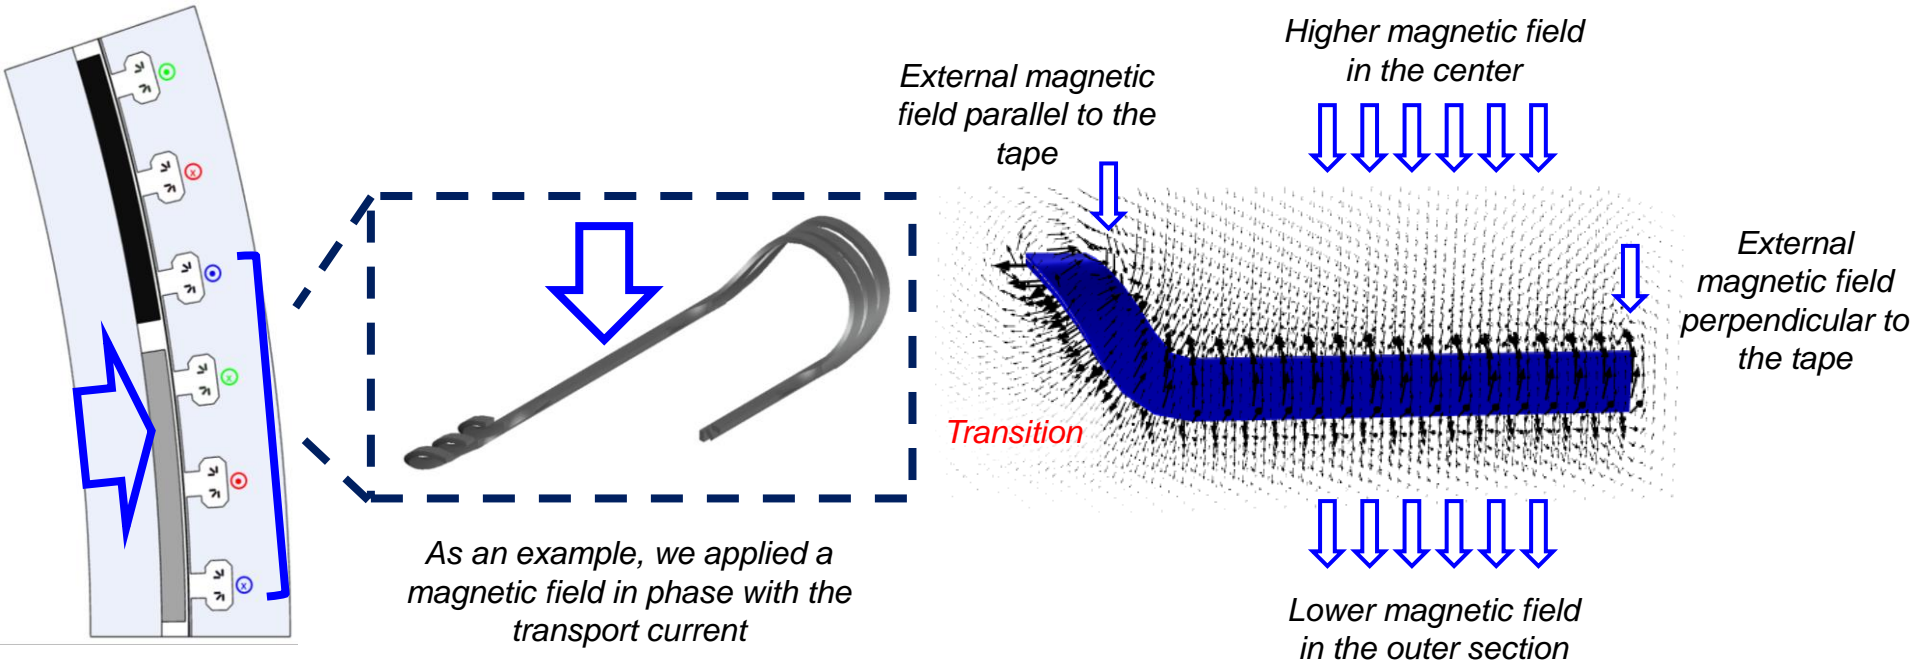 Higher magnetic field
in the center
External magnetic
field parallel to the
tape
External
magnetic field
perpendicular to
the tape
Transition
As an example, we applied a
magnetic field in phase with the
transport current
Lower magnetic field
in the outer section
x
x
x